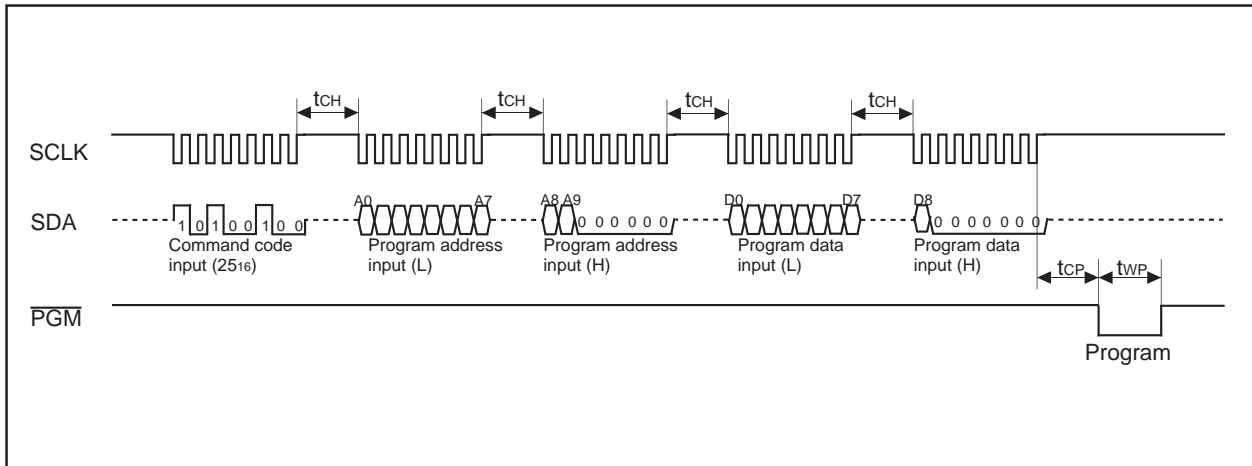 tCH tCH tCH tCH
SCLK
A0 A7 A8 A9 D0 D7 D8
SDA
1 0 1 0 0 1 0 0 0 0 0 0 0 0 0 0 0 0 0 0 0
Command code input (2516)
Program address input (L)
Program address input (H)
Program data input (L)
Program data input (H)
tCP tWP
PGM
Program